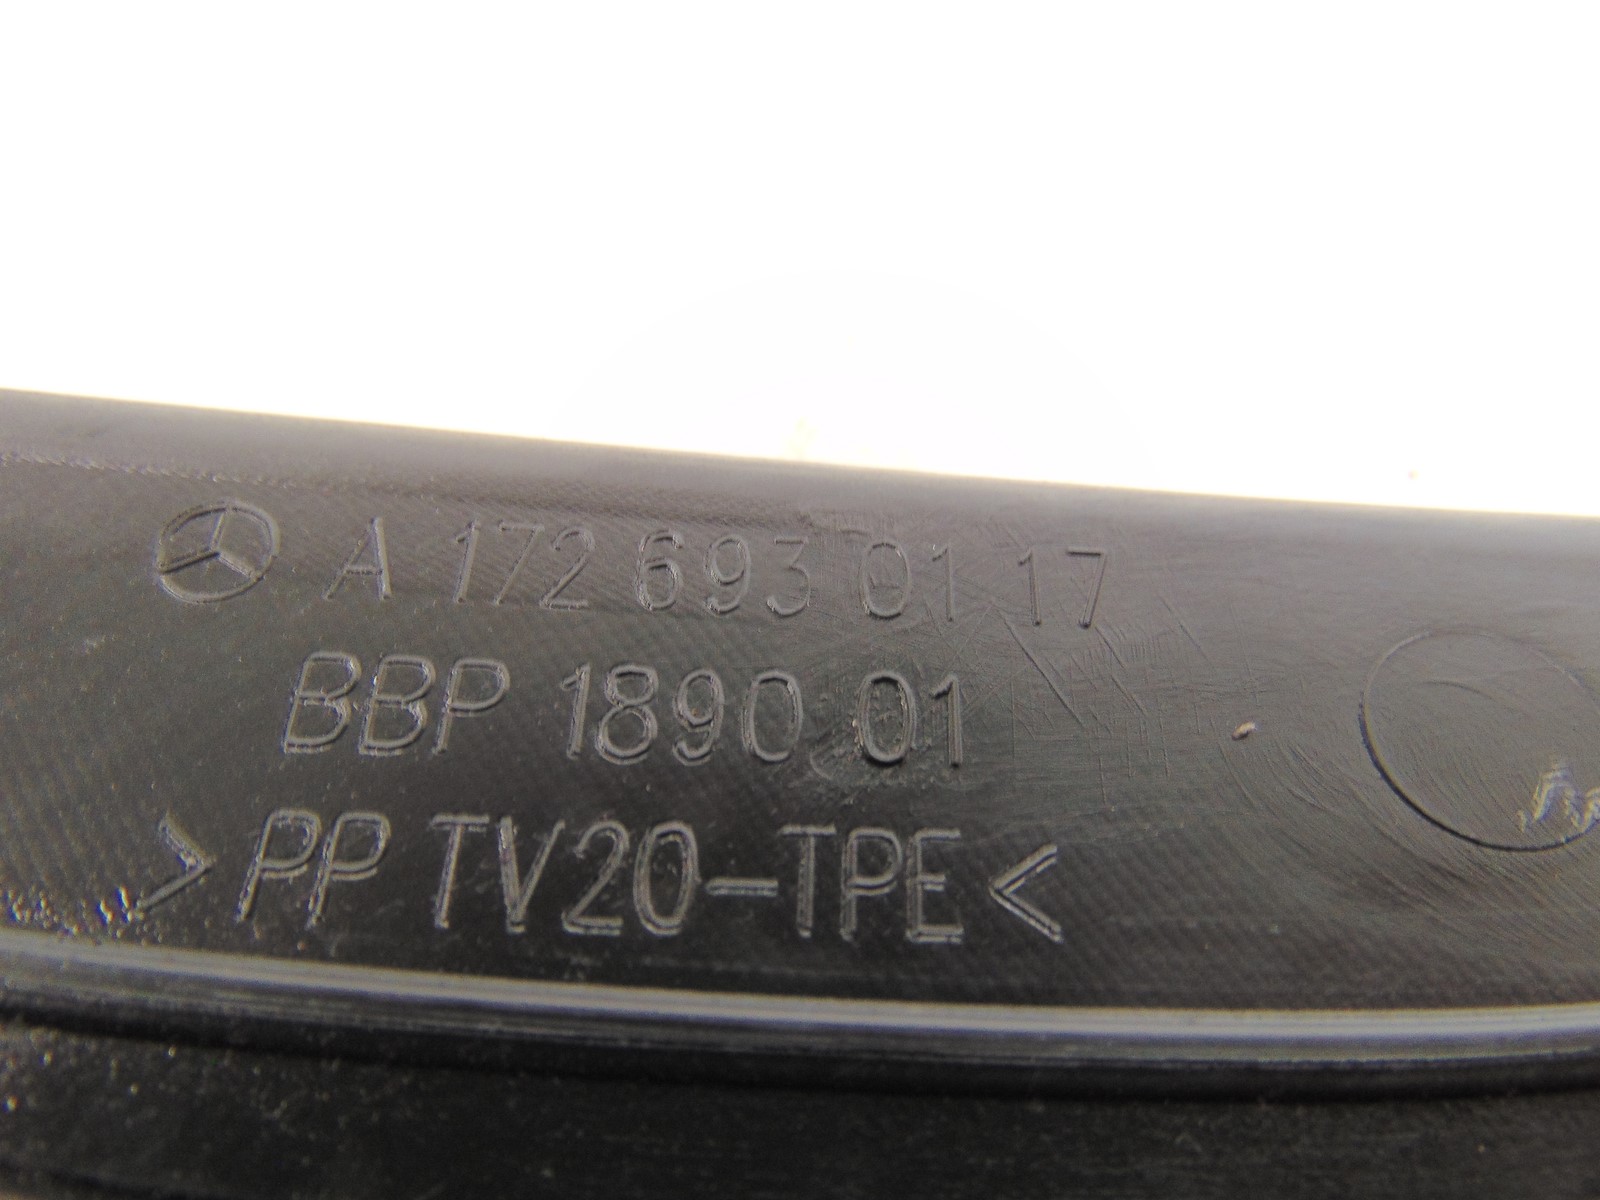 A 172 693 01 17
BBP 1890 01
>PP TV20-TPE<